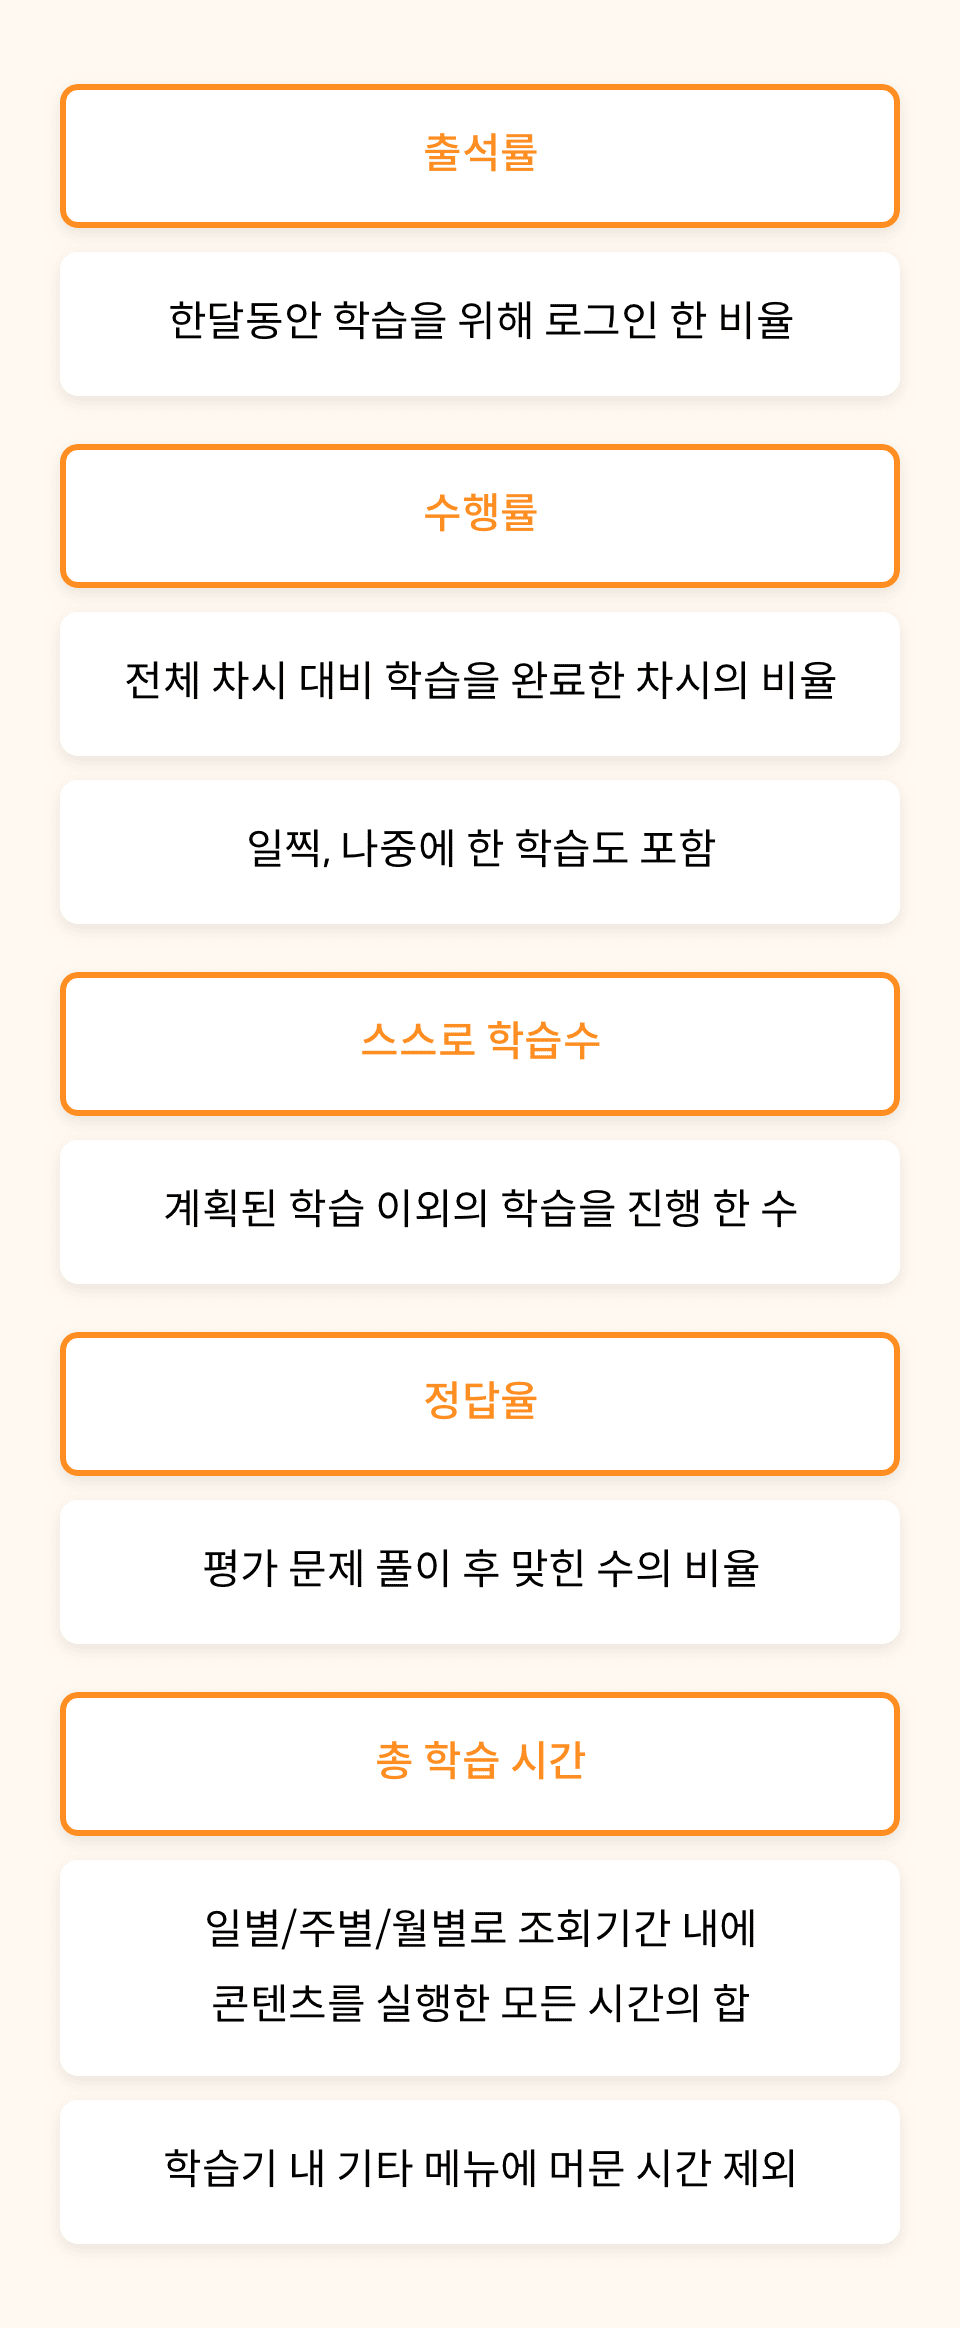 출석률
한달동안 학습을 위해 로그인 한 비율
수행률
전체 차시 대비 학습을 완료한 차시의 비율
일찍, 나중에 한 학습도 포함
스스로 학습수
계획된 학습 이외의 학습을 진행 한 수
정답율
평가 문제 풀이 후 맞힌 수의 비율
총 학습 시간
일별/주별/월별로 조회기간 내에
콘텐츠를 실행한 모든 시간의 합
학습기 내 기타 메뉴에 머문 시간 제외